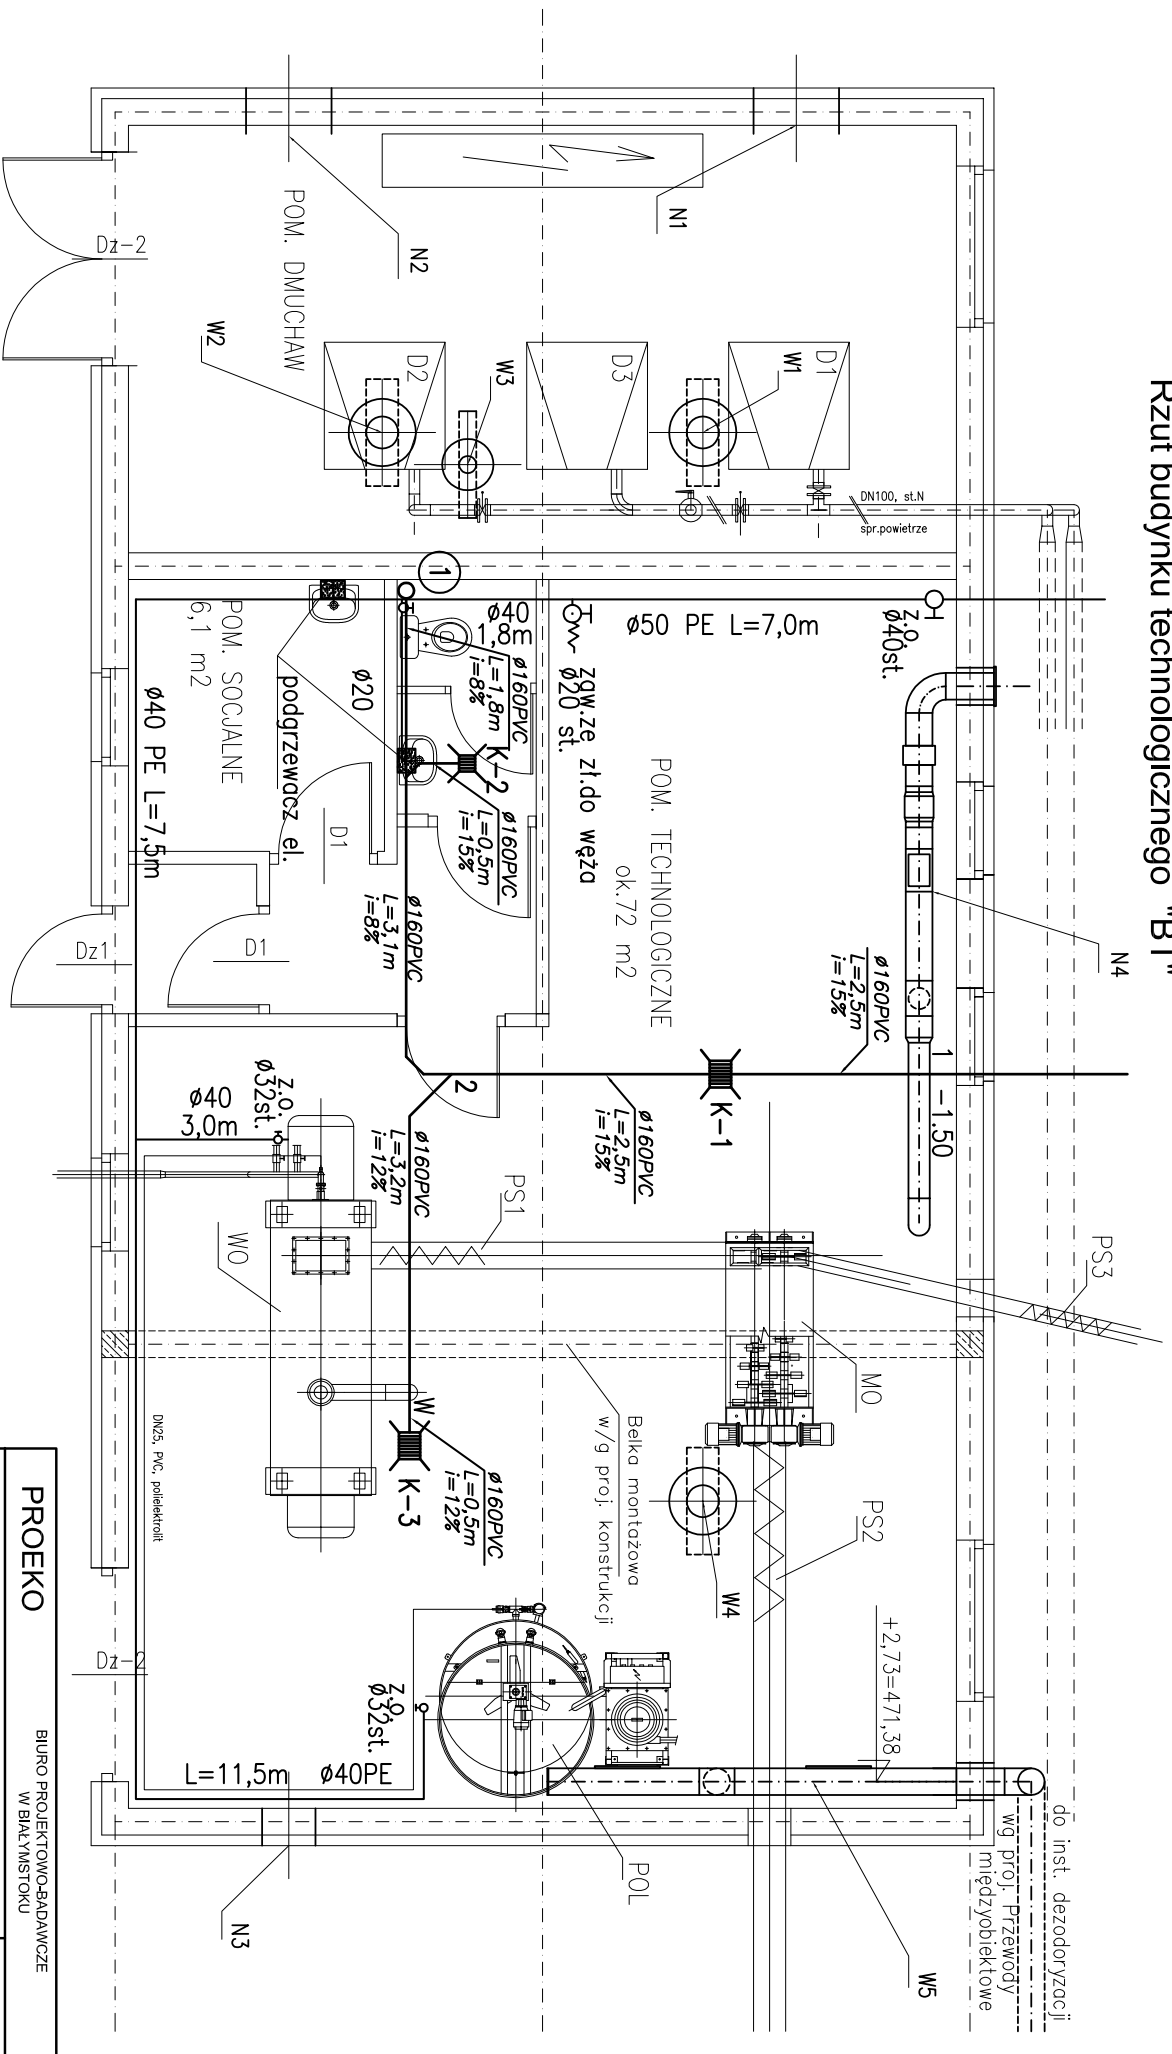 Rzut budynku technologicznego "BT"
N1
N2
POM. DMUCHAW
Dz-2
W2
D2
W3
D3
W1
D1
DN100, st.N
spr.powietrze
1
POM. SOCJALNE
6,1 m2
ø40 PE L=7,5m
podgrzewacz el.
ø20
ø40
1,8m
ø160PVC
L=1,8m
i=8%
K-2
ø160PVC
L=0,5m
i=15%
zaw.ze zł.do węża
ø20 st.
ø50 PE L=7,0m
z.o.
ø40st.
POM. TECHNOLOGICZNE
ok.72 m2
N4
D1
D1
Dz1
ø160PVC
L=3,1m
i=8%
ø160PVC
L=2,5m
i=15%
1
-1.50
K-1
2
ø160PVC
L=2,5m
i=15%
z.o.
ø32st.
ø40
3,0m
ø160PVC
L=3,2m
i=12%
PS1
PS3
WO
MO
W
K-3
ø160PVC
L=0,5m
i=12%
Belka montażowa
w/g proj. konstrukcji
PS2
W4
DN25, PVC, polielektrolit
+2,73=471,38
Dz-2
z.o.
ø32st.
L=11,5m ø40PE
POL
N3
W5
do inst. dezodoryzacji
wg proj. Przewody
międzyobiektowe
PROEKO
BIURO PROJEKTOWO-BADAWCZE
W BIAŁYMSTOKU